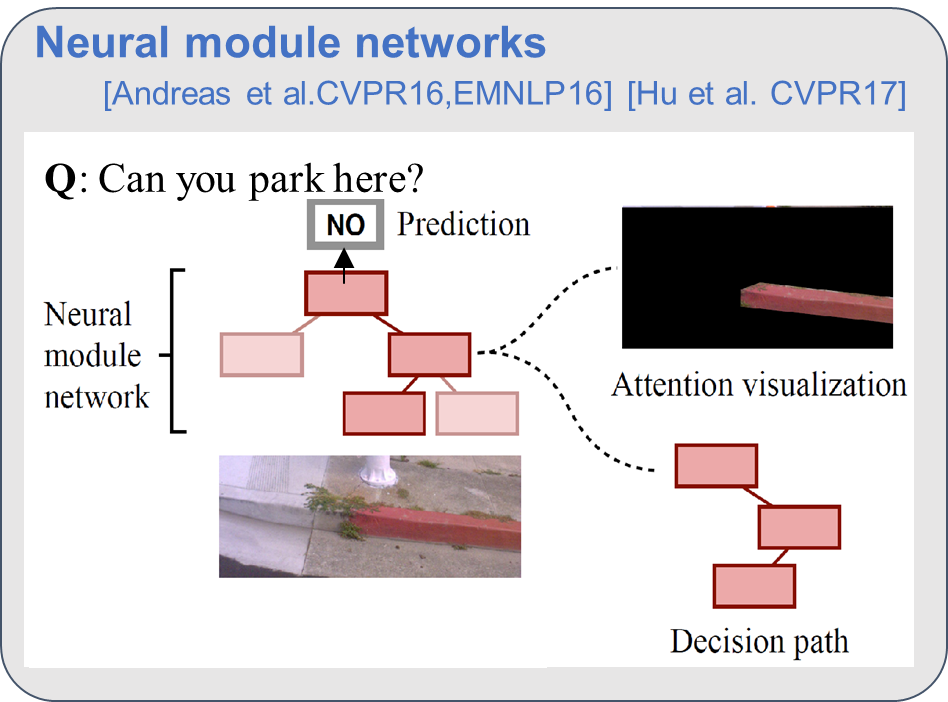 Neural module networks
[Andreas et al.CVPR16,EMNLP16] [Hu et al. CVPR17]
Q: Can you park here?
NO
Prediction
Neural
module
network
Attention visualization
Decision path